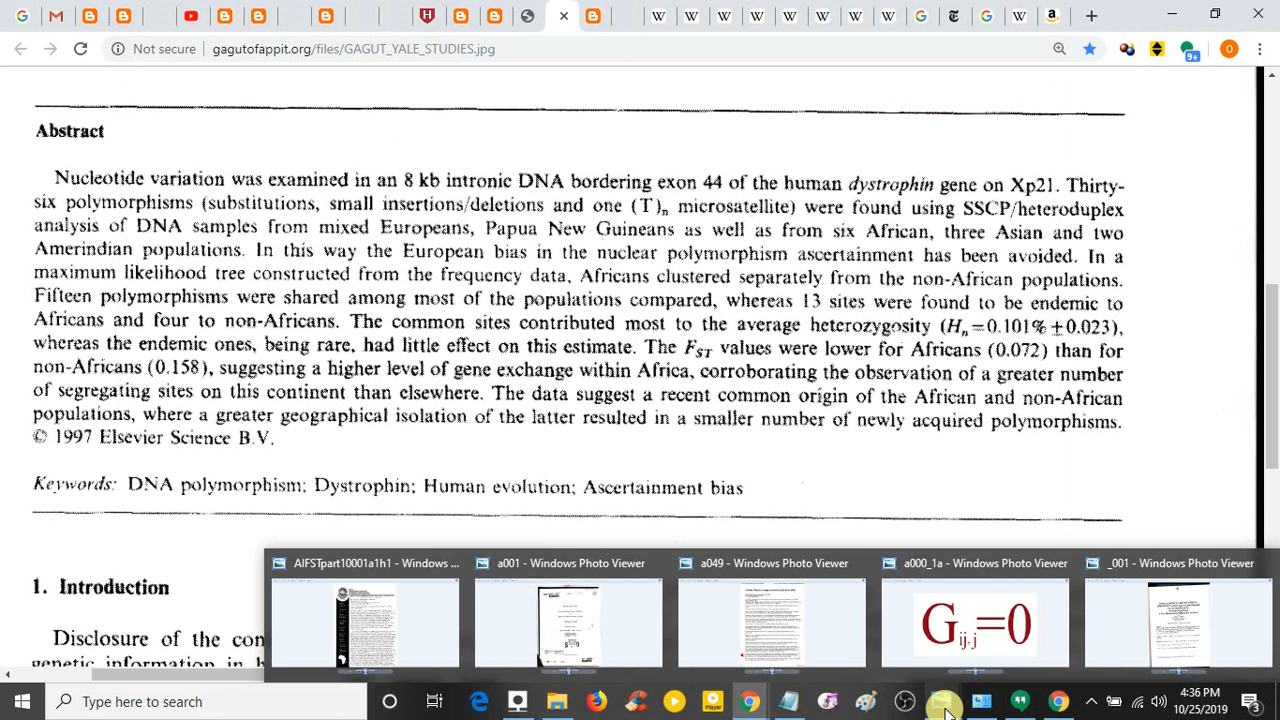 Not secure
gagutofappit.org/files/GAGUT_YALE_STUDIES.jpg
9+
O
Abstract
Nucleotide variation was examined in an 8 kb intronic DNA bordering exon 44 of the human dystrophin gene on Xp21. Thirty-
six polymorphisms (substitutions, small insertions/deletions and one (T)n microsatellite) were found using SSCP/heteroduplex
analysis of DNA samples from mixed Europeans, Papua New Guineans as well as from six African, three Asian and two
Amerindian populations. In this way the European bias in the nuclear polymorphism ascertainment has been avoided. In a
maximum likelihood tree constructed from the frequency data, Africans clustered separately from the non-African populations.
Fifteen polymorphisms were shared among most of the populations compared, whereas 13 sites were found to be endemic to
Africans and four to non-Africans. The common sites contributed most to the average heterozygosity (Hn=0.101%±0.023),
whereas the endemic ones, being rare, had little effect on this estimate. The FST values were lower for Africans (0.072) than for
non-Africans (0.158), suggesting a higher level of gene exchange within Africa, corroborating the observation of a greater number
of segregating sites on this continent than elsewhere. The data suggest a recent common origin of the African and non-African
populations, where a greater geographical isolation of the latter resulted in a smaller number of newly acquired polymorphisms.
© 1997 Elsevier Science B.V.
Keywords: DNA polymorphism; Dystrophin; Human evolution; Ascertainment bias
1. Introduction
Disclosure of the con
genetic information in h
AIFSTpart10001a1h1 - Windows ...
a001 - Windows Photo Viewer
a049 - Windows Photo Viewer
a000_1a - Windows Photo Viewer
_001 - Windows Photo Viewer
Gij,j=0
Type here to search
Player
4:36 PM
10/25/2019
3